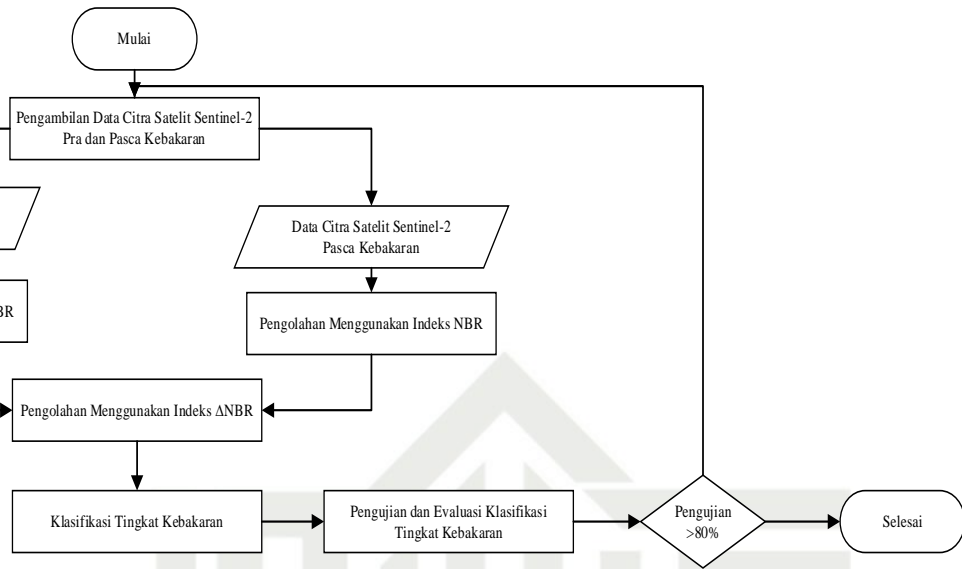 Mulai
Pengambilan Data Citra Satelit Sentinel-2
Pra dan Pasca Kebakaran
Data Citra Satelit Sentinel-2
Pasca Kebakaran
Pengolahan Menggunakan Indeks NBR
Pengolahan Menggunakan Indeks ΔNBR
Klasifikasi Tingkat Kebakaran
Pengujian dan Evaluasi Klasifikasi
Tingkat Kebakaran
Pengujian
>80%
Selesai